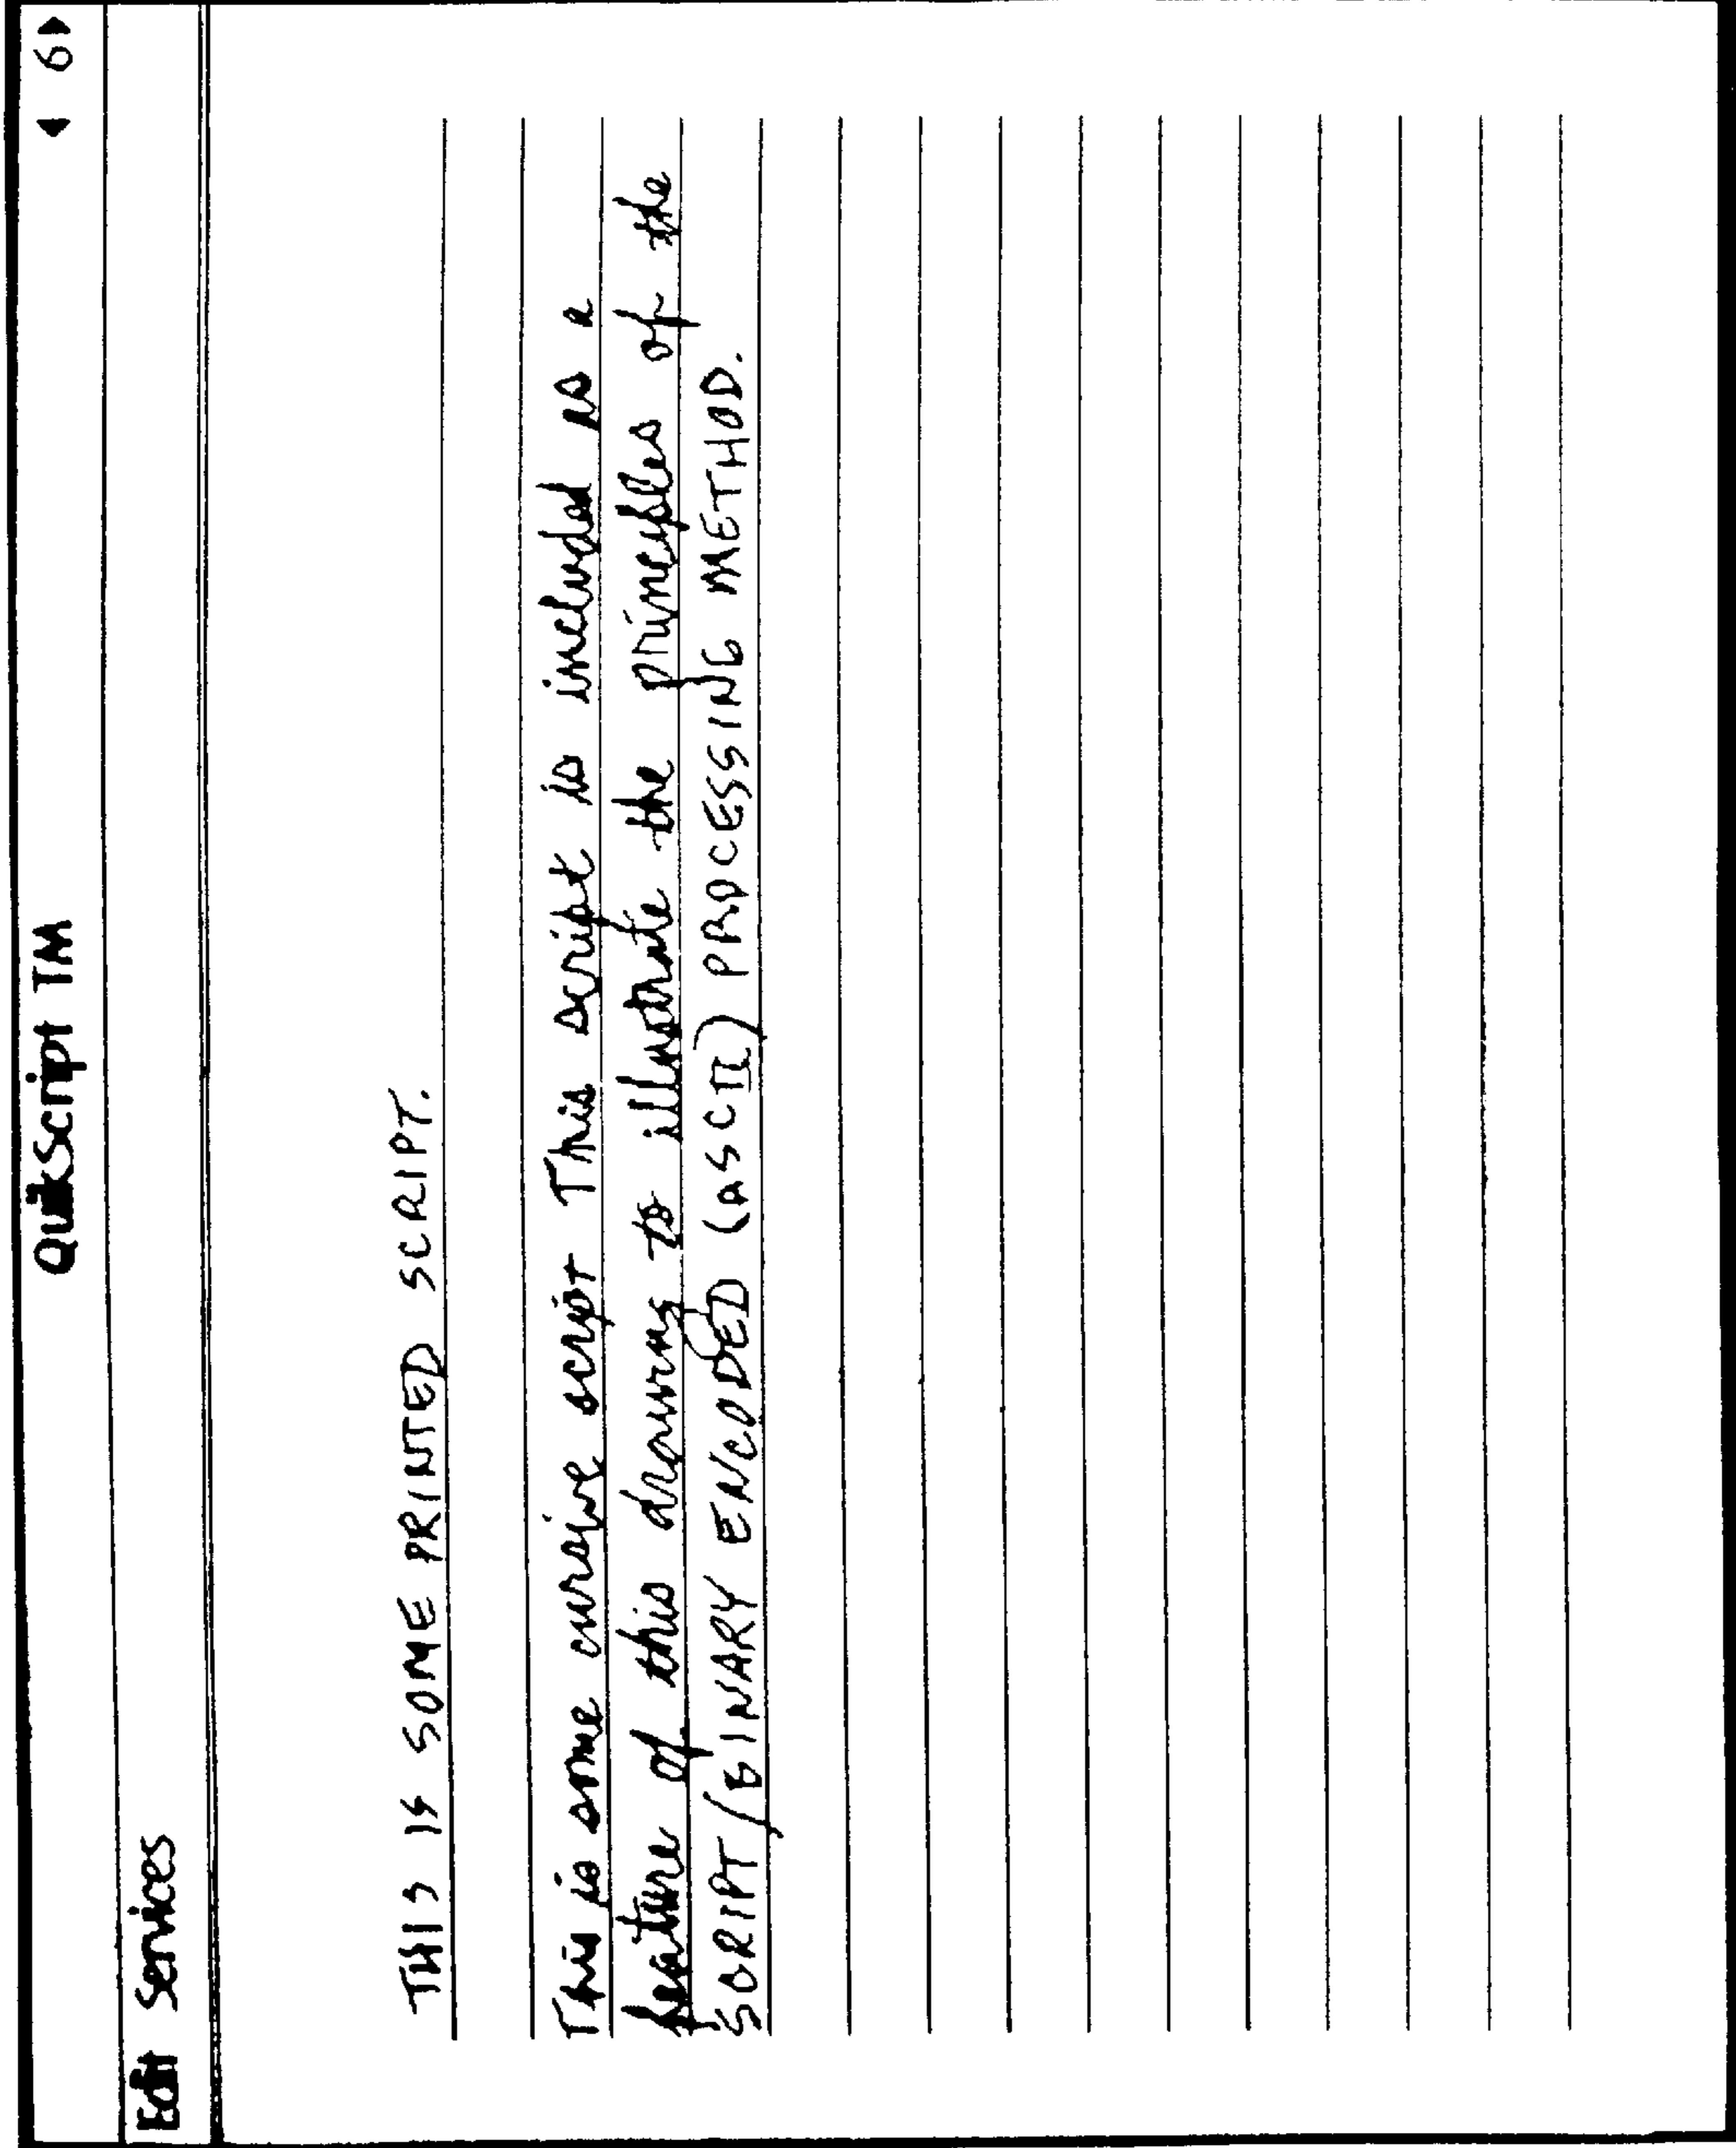 QuikScript TM ◀ 6 ▶
Edit Services
THIS IS SOME PRINTED SCRIPT.
This is some cursive script This script is included as a
feature of this drawing to illustrate the principles of the
SCRIPT/BINARY ENCODED (ASCII) PROCESSING METHOD.